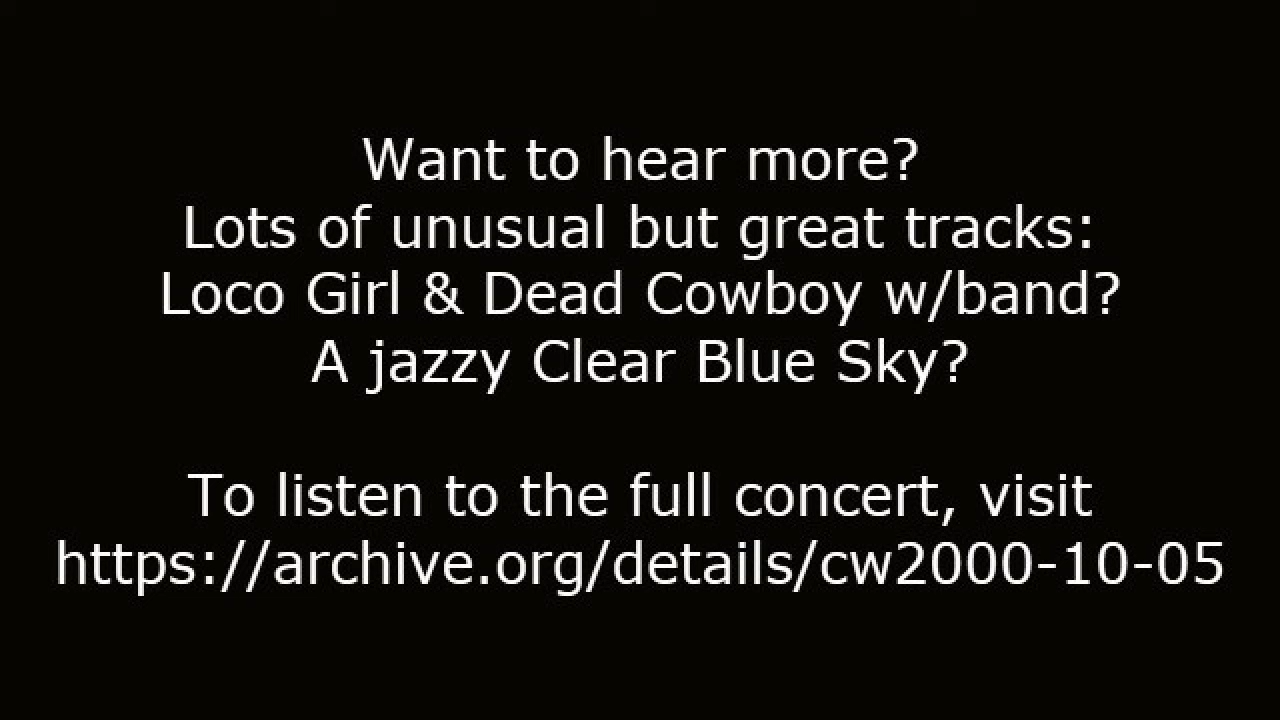 Want to hear more?
Lots of unusual but great tracks:
Loco Girl & Dead Cowboy w/band?
A jazzy Clear Blue Sky?
To listen to the full concert, visit
https://archive.org/details/cw2000-10-05